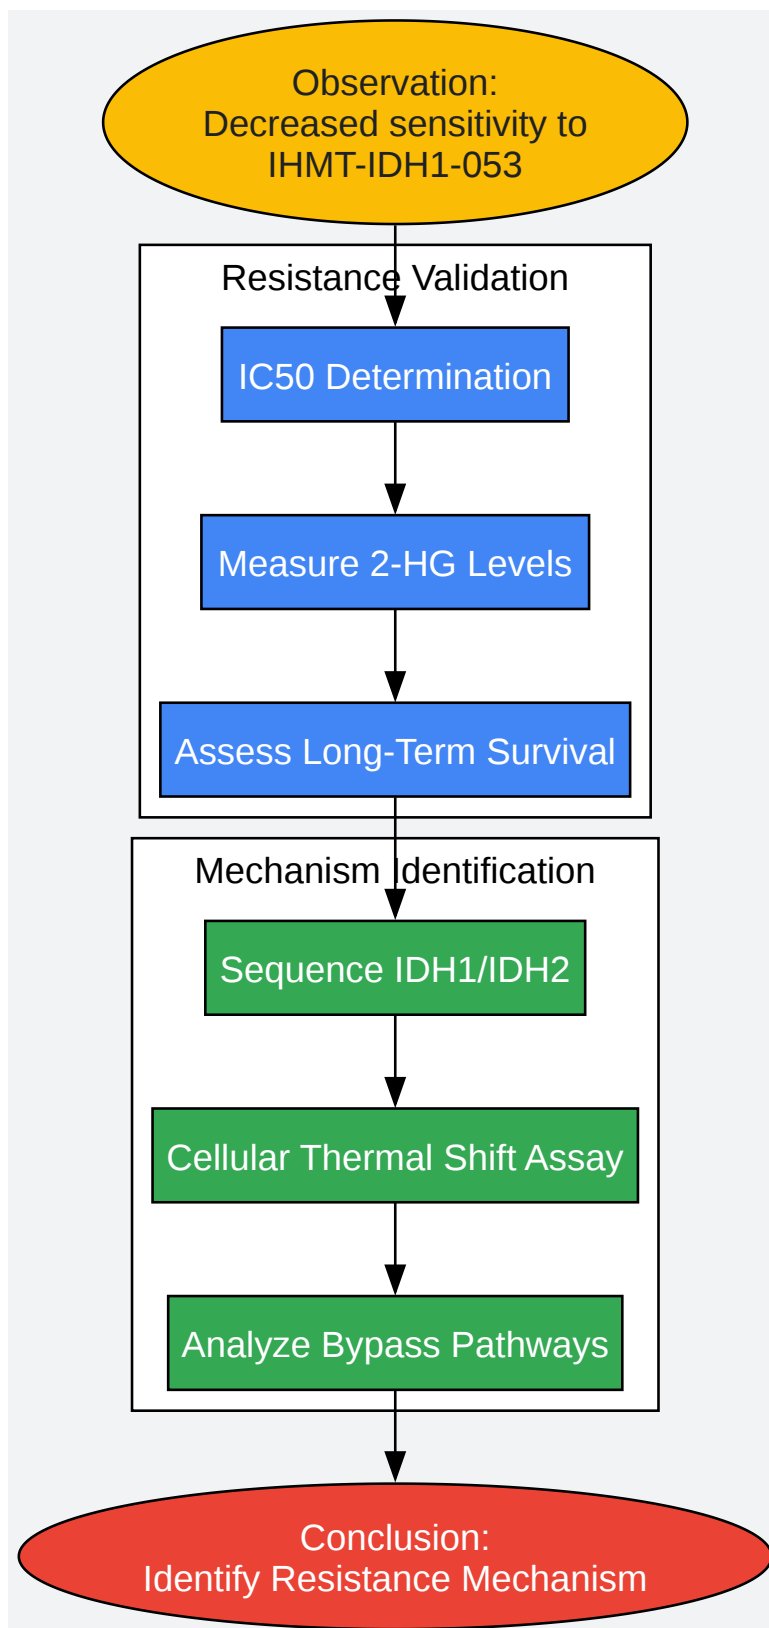 Observation:
Decreased sensitivity to
IHMT-IDH1-053
Resistance Validation
IC50 Determination
Measure 2-HG Levels
Assess Long-Term Survival
Mechanism Identification
Sequence IDH1/IDH2
Cellular Thermal Shift Assay
Analyze Bypass Pathways
Conclusion:
Identify Resistance Mechanism